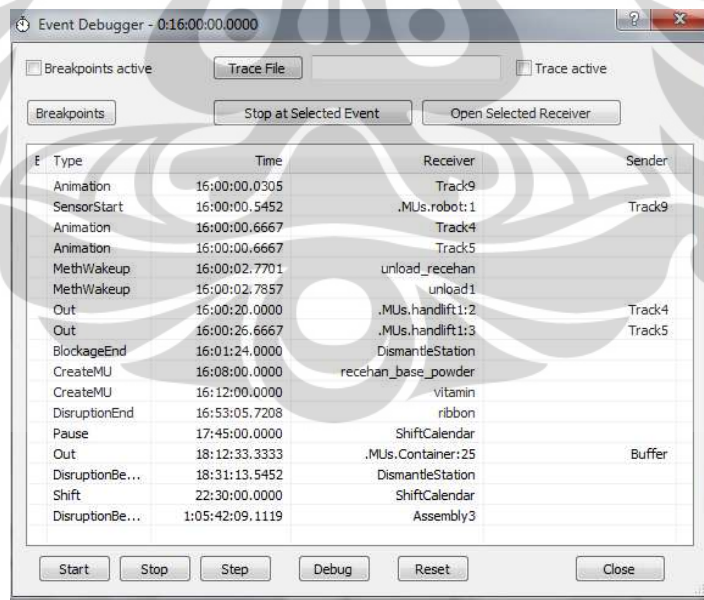 Event Debugger - 0:16:00:00.0000
Breakpoints active Trace File Trace active
Breakpoints Stop at Selected Event Open Selected Receiver
E Type Time Receiver Sender
Animation 16:00:00.0305 Track9
SensorStart 16:00:00.5452 .MUs.robot:1 Track9
Animation 16:00:00.6667 Track4
Animation 16:00:00.6667 Track5
MethWakeup 16:00:02.7701 unload_recehan
MethWakeup 16:00:02.7857 unload1
Out 16:00:20.0000 .MUs.handlift1:2 Track4
Out 16:00:26.6667 .MUs.handlift1:3 Track5
BlockageEnd 16:01:24.0000 DismantleStation
CreateMU 16:08:00.0000 recehan_base_powder
CreateMU 16:12:00.0000 vitamin
DisruptionEnd 16:53:05.7208 ribbon
Pause 17:45:00.0000 ShiftCalendar
Out 18:12:33.3333 .MUs.Container:25 Buffer
DisruptionBe... 18:31:13.5452 DismantleStation
Shift 22:30:00.0000 ShiftCalendar
DisruptionBe... 1:05:42:09.1119 Assembly3
Start Stop Step Debug Reset Close